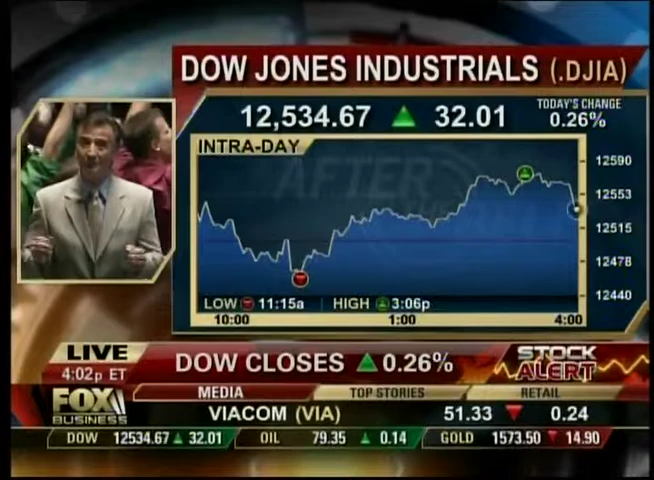 DOW JONES INDUSTRIALS (.DJIA)
12,534.67 32.01
TODAY'S CHANGE
0.26%
INTRA-DAY
AFTER
THE
12590
12553
12515
12478
12440
LOW 11:15a HIGH 3:06p
10:00 1:00 4:00
LIVE
4:02p ET
DOW CLOSES 0.26%
STOCK
ALERT
FOX
BUSINESS
MEDIA TOP STORIES RETAIL
VIACOM (VIA) 51.33 0.24
DOW 12534.67 32.01 OIL 79.35 0.14 GOLD 1573.50 14.90